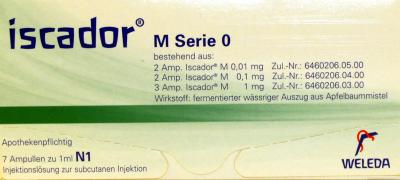 iscador®
M Serie 0
bestehend aus:
2 Amp. Iscador® M 0,01 mg Zul.-Nr.: 6460206.05.00
2 Amp. Iscador® M 0,1 mg Zul.-Nr.: 6460206.04.00
3 Amp. Iscador® M 1 mg Zul.-Nr.: 6460206.03.00
Wirkstoff: fermentierter wässriger Auszug aus Apfelbaummistel
Apothekenpflichtig
7 Ampullen zu 1ml N1
Injektionslösung zur subcutanen Injektion
WELEDA